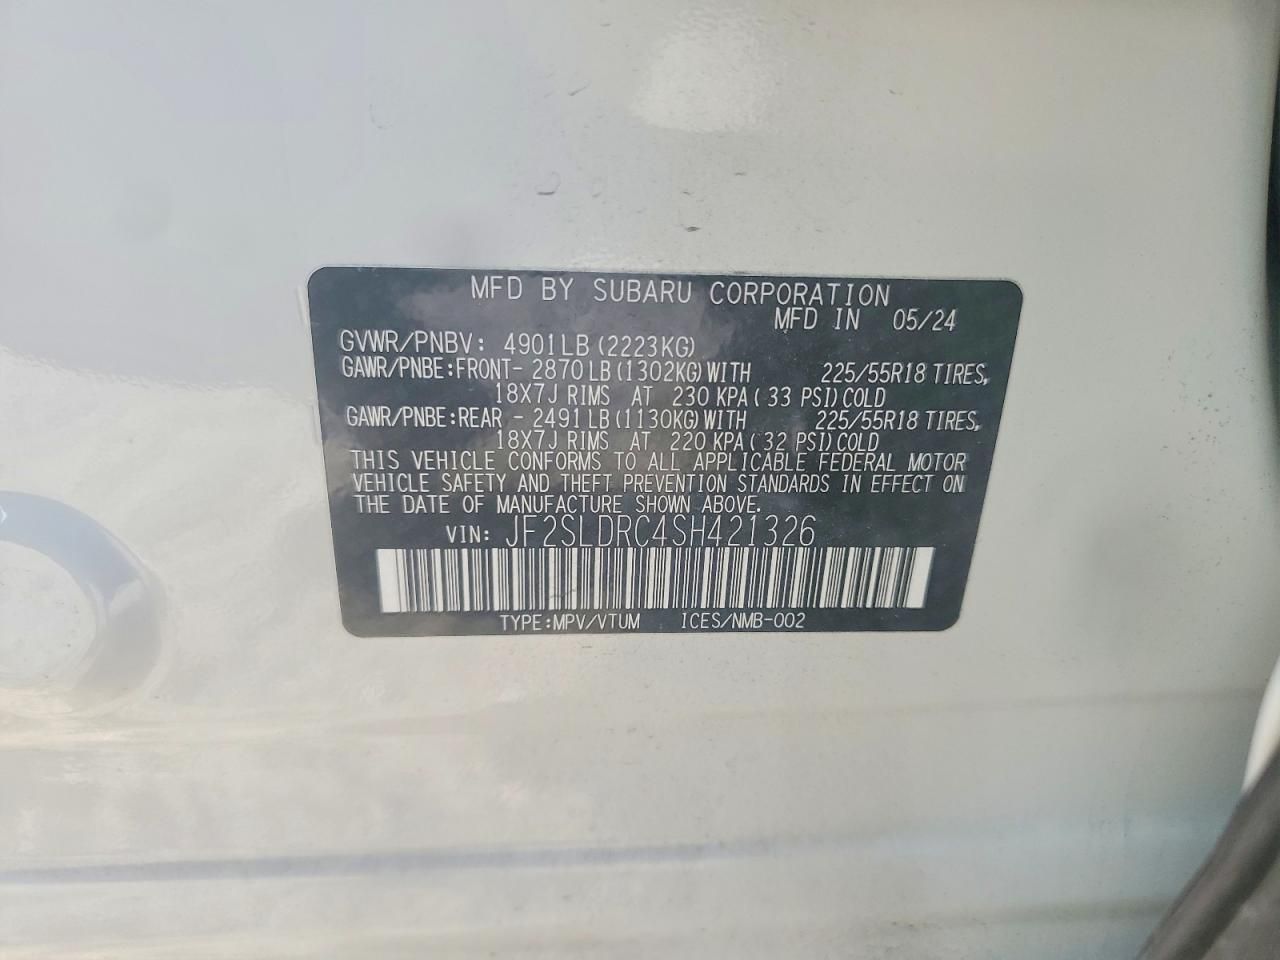 MFD BY SUBARU CORPORATION
MFD IN 05/24
GVWR/PNBV: 4901LB(2223KG)
GAWR/PNBE:FRONT- 2870LB(1302KG)WITH 225/55R18 TIRES,
18X7J RIMS AT 230 KPA( 33 PSI)COLD
GAWR/PNBE:REAR - 2491LB(1130KG)WITH 225/55R18 TIRES,
18X7J RIMS AT 220 KPA( 32 PSI)COLD
THIS VEHICLE CONFORMS TO ALL APPLICABLE FEDERAL MOTOR
VEHICLE SAFETY AND THEFT PREVENTION STANDARDS IN EFFECT ON
THE DATE OF MANUFACTURE SHOWN ABOVE.
VIN: JF2SLDRC4SH421326
TYPE:MPV/VTUM ICES/NMB-002